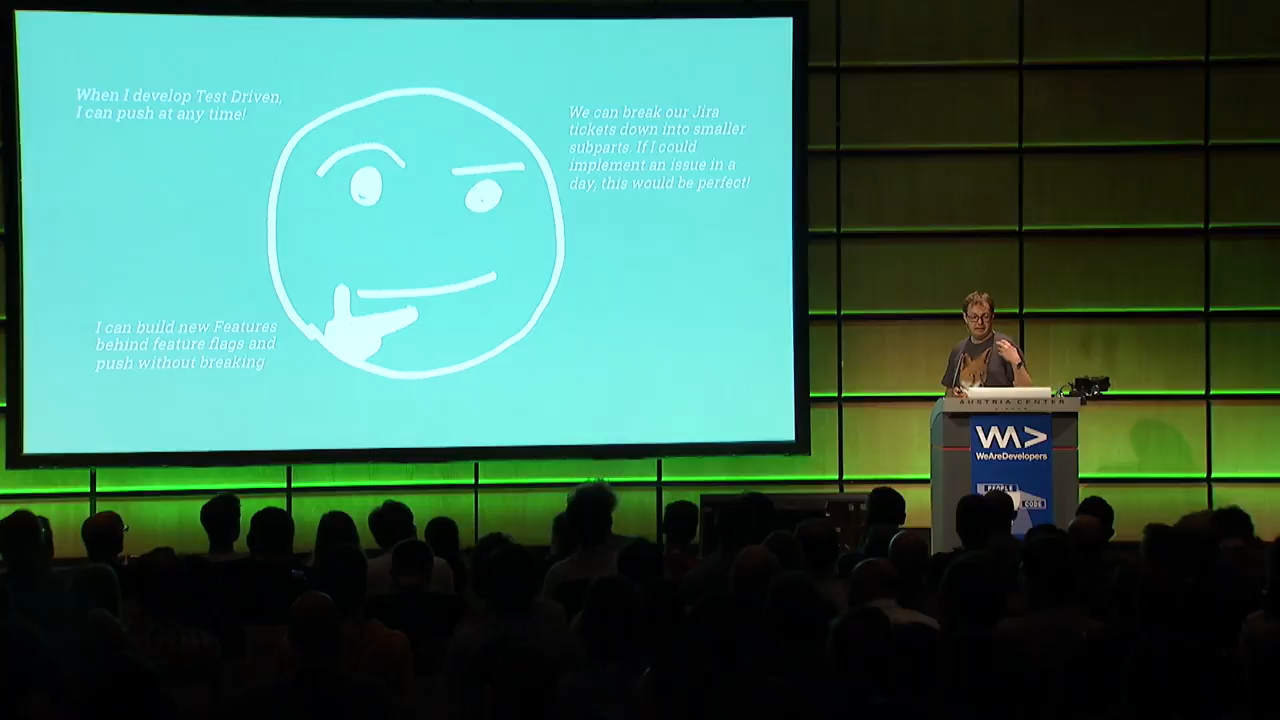 When I develop Test Driven,
I can push at any time!
We can break our Jira
tickets down into smaller
subparts. If I could
implement an issue in a
day, this would be perfect!
I can build new Features
behind feature flags and
push without breaking
AUSTRIA CENTER
WeAreDevelopers
PEOPLE
CODE